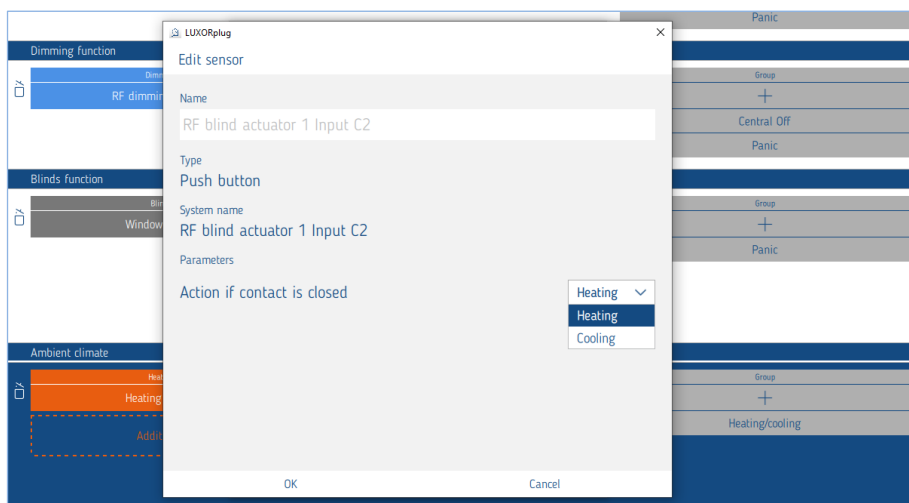 Panic
LUXORplug
Edit sensor
Dimming function
Group
RF
Central Off
Panic
Name
RF blind actuator 1 Input C2
Type
Push button
Blinds function
System name
RF blind actuator 1 Input C2
Group
Window
Panic
Parameters
Action if contact is closed
Heating
Heating
Cooling
Ambient climate
Group
Heating
Heating/cooling
OK
Cancel